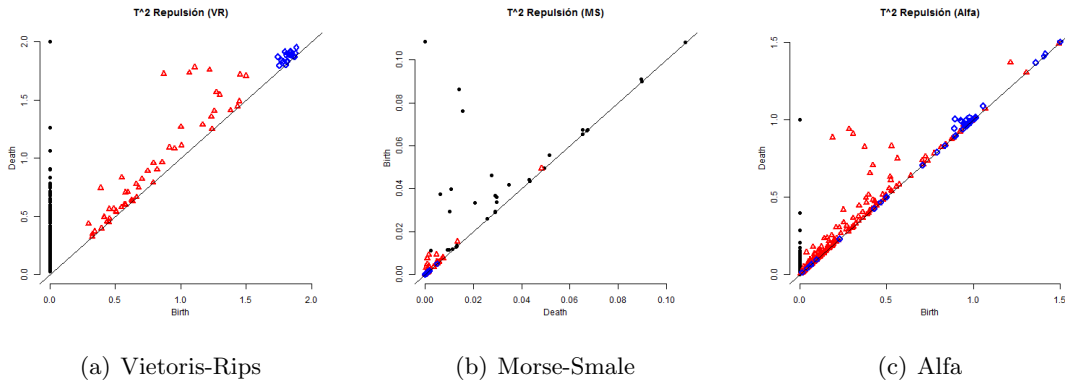 T^2 Repulsión (VR)
Death
0.0 0.5 1.0 1.5 2.0
0.0 0.5 1.0 1.5 2.0
Birth
(a) Vietoris-Rips
T^2 Repulsión (MS)
Birth
0.00 0.02 0.04 0.06 0.08 0.10
0.00 0.02 0.04 0.06 0.08 0.10
Death
(b) Morse-Smale
T^2 Repulsión (Alfa)
Death
0.0 0.5 1.0 1.5
0.0 0.5 1.0 1.5
Birth
(c) Alfa